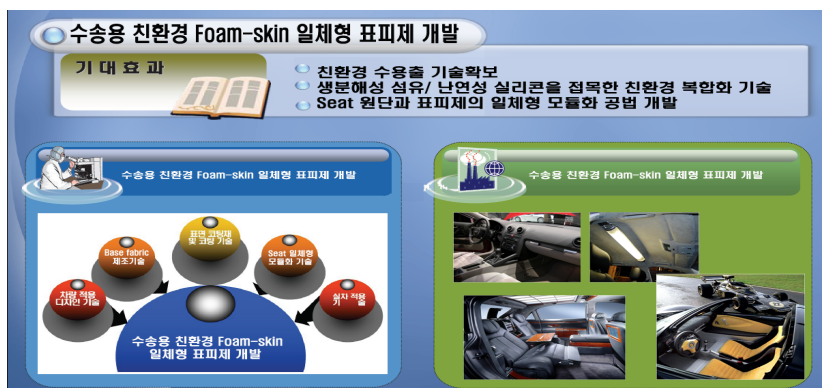 수송용 친환경 Foam-skin 일체형 표피제 개발
기 대 효 과
친환경 수용출 기술확보
생분해성 섬유/ 난연성 실리콘을 접목한 친환경 복합화 기술
Seat 원단과 표피제의 일체형 모듈화 공법 개발
수송용 친환경 Foam-skin 일체형 표피제 개발
표면 코팅재
및 코팅 기술
Base fabric
제조기술
Seat 일체형
모듈화 기술
차량 적용
디자인 기술
실차 적용
기 술
수송용 친환경 Foam-skin
일체형 표피제 개발
수송용 친환경 Foam-skin 일체형 표피제 개발